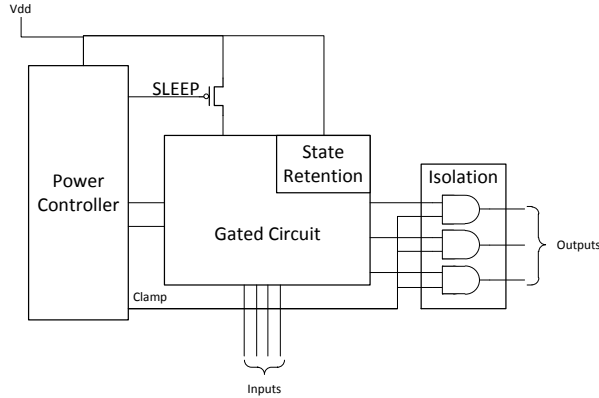 Vdd
SLEEP
State
Retention
Isolation
Power
Controller
Gated Circuit
Outputs
Clamp
Inputs